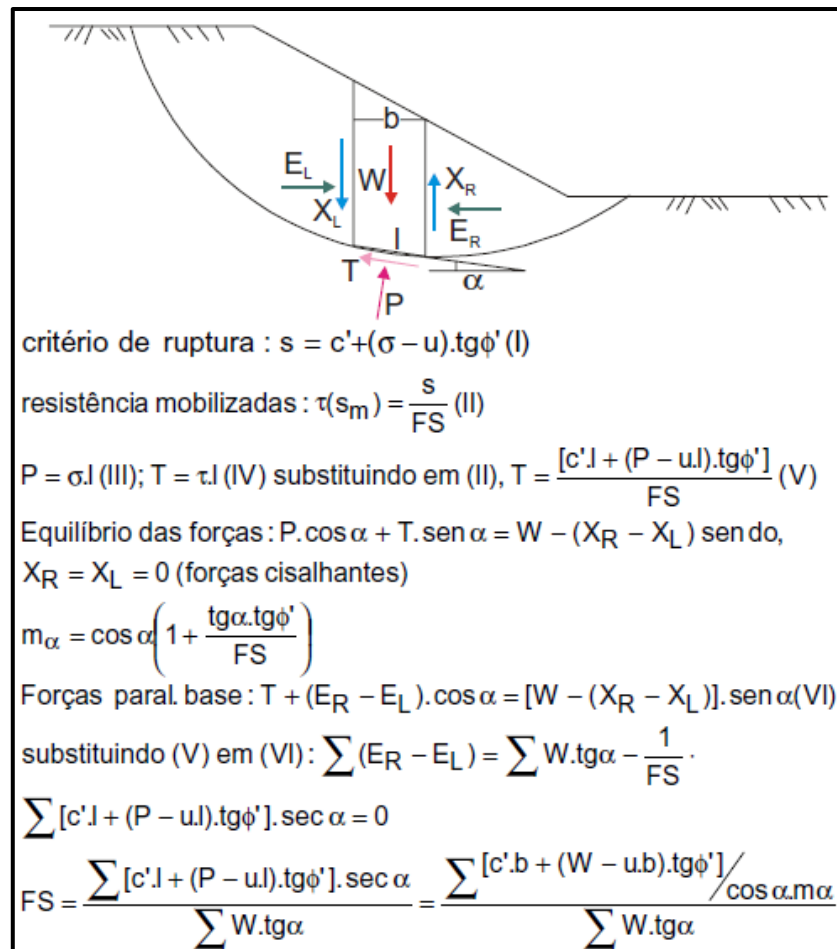 b
E_L
W
X_R
X_L
E_R
l
T
α
P
critério de ruptura : s = c'+(σ – u).tgϕ' (I)
resistência mobilizadas : τ(s_m) = s/FS (II)
P = σ.l (III); T = τ.l (IV) substituindo em (II), T = [c'.l + (P – u.l).tgϕ']/FS (V)
Equilíbrio das forças : P.cos α + T.sen α = W – (X_R – X_L) sendo,
X_R = X_L = 0 (forças cisalhantes)
m_α = cos α(1 + tgα.tgϕ'/FS)
Forças paral. base : T + (E_R – E_L).cos α = [W – (X_R – X_L)].sen α(VI)
substituindo (V) em (VI) : ∑(E_R – E_L) = ∑W.tgα – 1/FS ·
∑[c'.l + (P – u.l).tgϕ'].sec α = 0
FS = ∑[c'.l + (P – u.l).tgϕ'].sec α / ∑W.tgα = ∑[c'.b + (W – u.b).tgϕ']/cos α.mα / ∑W.tgα